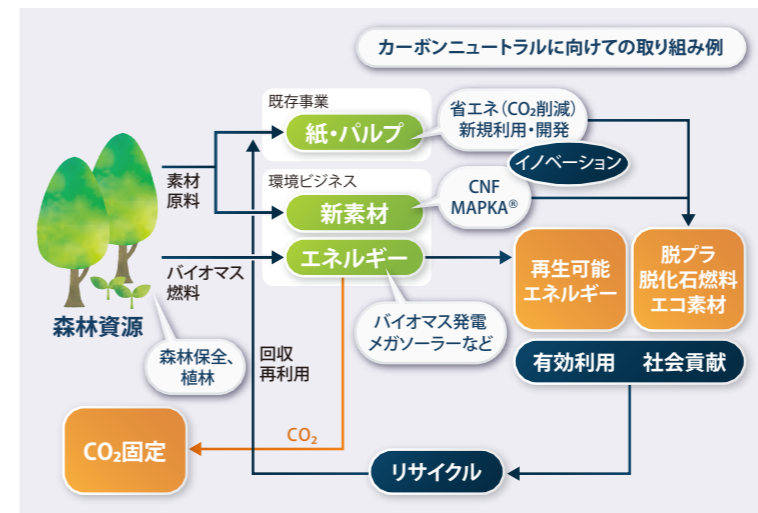 カーボンニュートラルに向けての取り組み例
既存事業
紙・パルプ
省エネ（CO₂削減）
新規利用・開発
イノベーション
素材
原料
環境ビジネス
新素材
CNF
MAPKA®
エネルギー
バイオマス
燃料
再生可能
エネルギー
脱プラ
脱化石燃料
エコ素材
森林資源
森林保全、
植林
バイオマス発電
メガソーラーなど
回収
再利用
有効利用　社会貢献
CO₂固定
CO₂
リサイクル